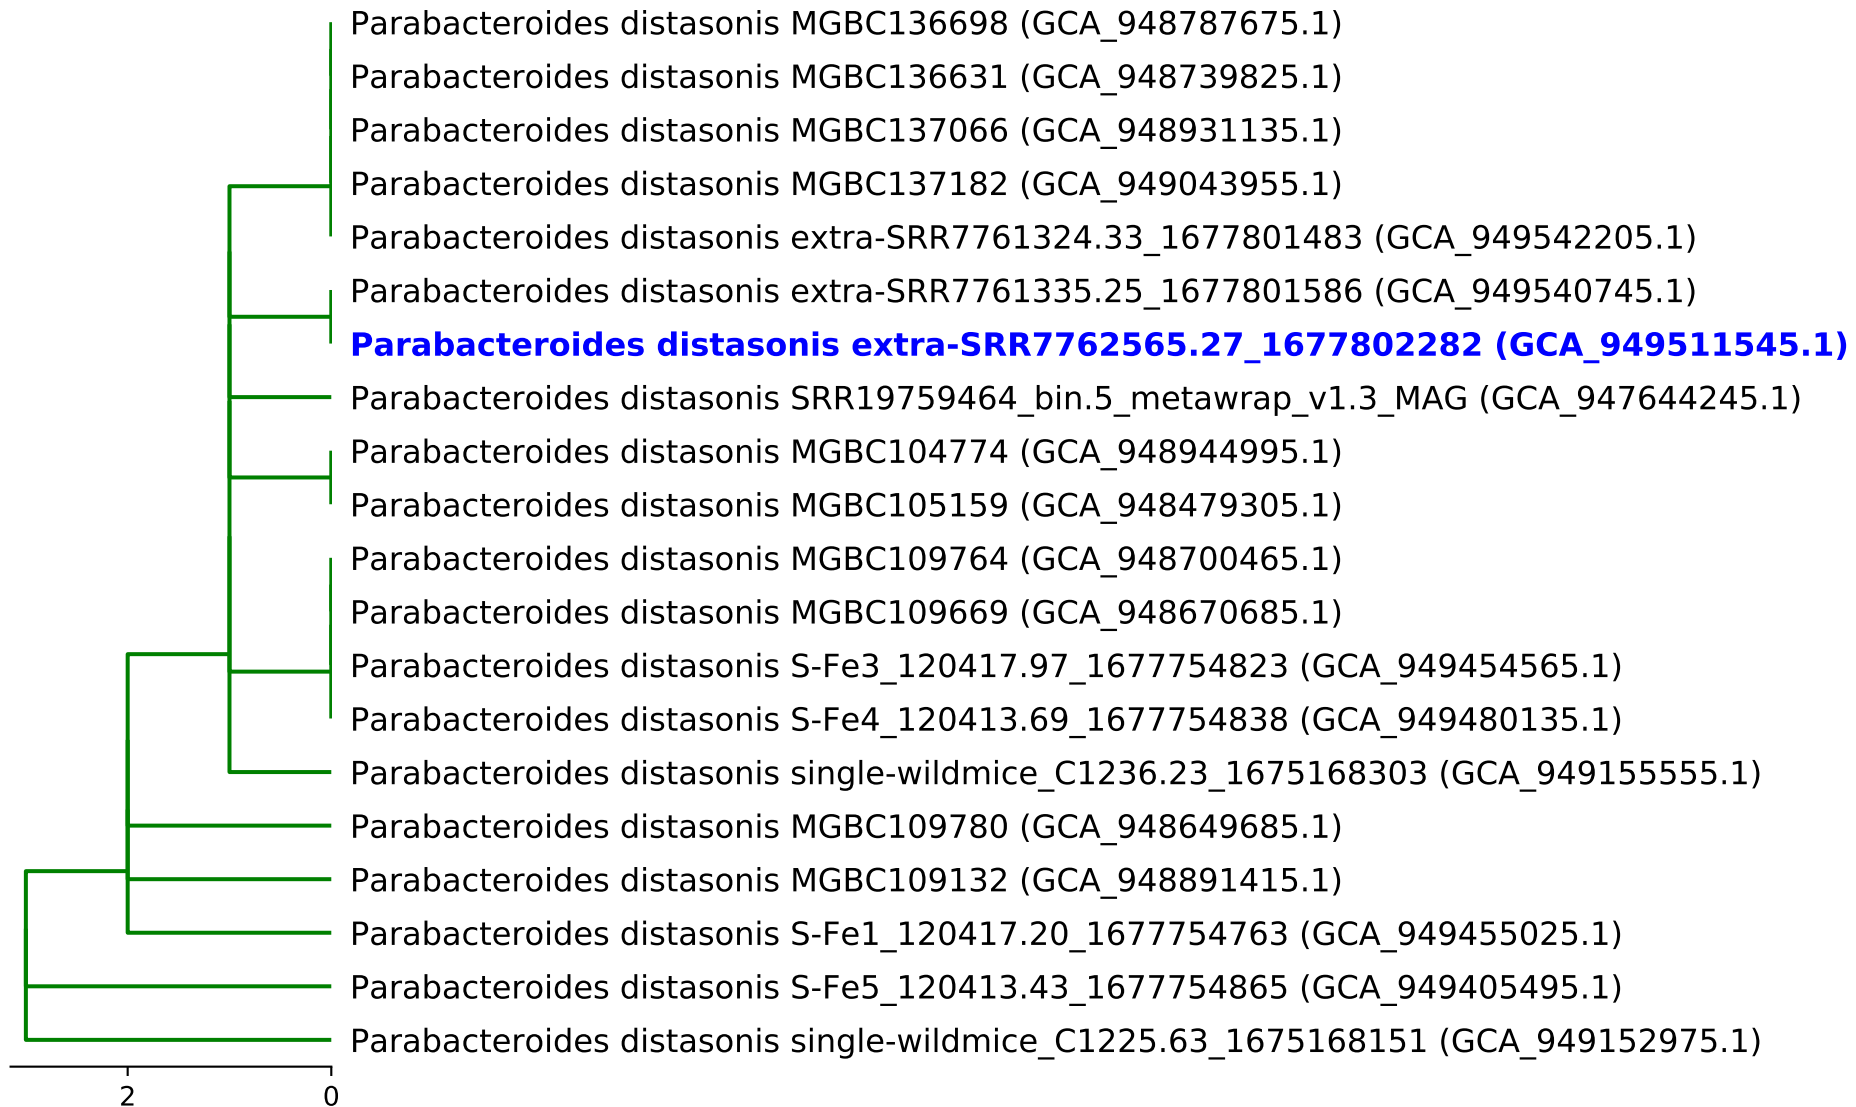 Parabacteroides distasonis MGBC136698 (GCA_948787675.1)
Parabacteroides distasonis MGBC136631 (GCA_948739825.1)
Parabacteroides distasonis MGBC137066 (GCA_948931135.1)
Parabacteroides distasonis MGBC137182 (GCA_949043955.1)
Parabacteroides distasonis extra-SRR7761324.33_1677801483 (GCA_949542205.1)
Parabacteroides distasonis extra-SRR7761335.25_1677801586 (GCA_949540745.1)
Parabacteroides distasonis extra-SRR7762565.27_1677802282 (GCA_949511545.1)
Parabacteroides distasonis SRR19759464_bin.5_metawrap_v1.3_MAG (GCA_947644245.1)
Parabacteroides distasonis MGBC104774 (GCA_948944995.1)
Parabacteroides distasonis MGBC105159 (GCA_948479305.1)
Parabacteroides distasonis MGBC109764 (GCA_948700465.1)
Parabacteroides distasonis MGBC109669 (GCA_948670685.1)
Parabacteroides distasonis S-Fe3_120417.97_1677754823 (GCA_949454565.1)
Parabacteroides distasonis S-Fe4_120413.69_1677754838 (GCA_949480135.1)
Parabacteroides distasonis single-wildmice_C1236.23_1675168303 (GCA_949155555.1)
Parabacteroides distasonis MGBC109780 (GCA_948649685.1)
Parabacteroides distasonis MGBC109132 (GCA_948891415.1)
Parabacteroides distasonis S-Fe1_120417.20_1677754763 (GCA_949455025.1)
Parabacteroides distasonis S-Fe5_120413.43_1677754865 (GCA_949405495.1)
Parabacteroides distasonis single-wildmice_C1225.63_1675168151 (GCA_949152975.1)
2 0